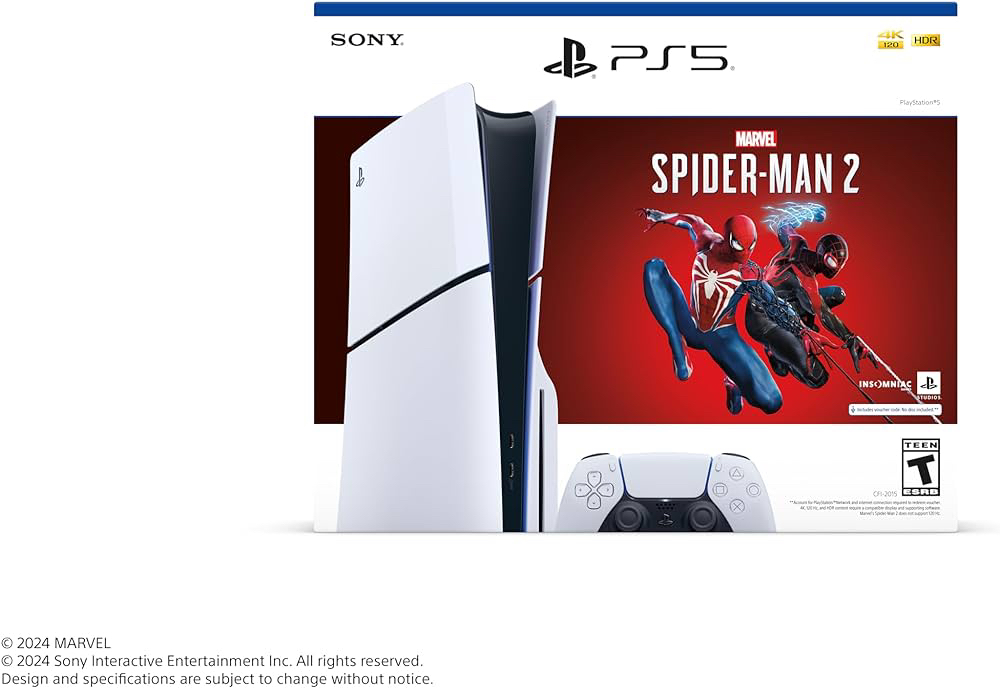 SONY®
PS5®
4K
120
HDR
PlayStation®5
MARVEL
SPIDER-MAN 2
INSOMNIAC
GAMES
STUDIOS
Includes voucher code. No disc included.**
TEEN
T
ESRB
CFI-2015
**Account for PlayStation™Network and internet connection required to redeem voucher.
4K, 120 Hz, and HDR content require a compatible display and supporting software.
Marvel's Spider-Man 2 does not support 120 Hz.
© 2024 MARVEL
© 2024 Sony Interactive Entertainment Inc. All rights reserved.
Design and specifications are subject to change without notice.